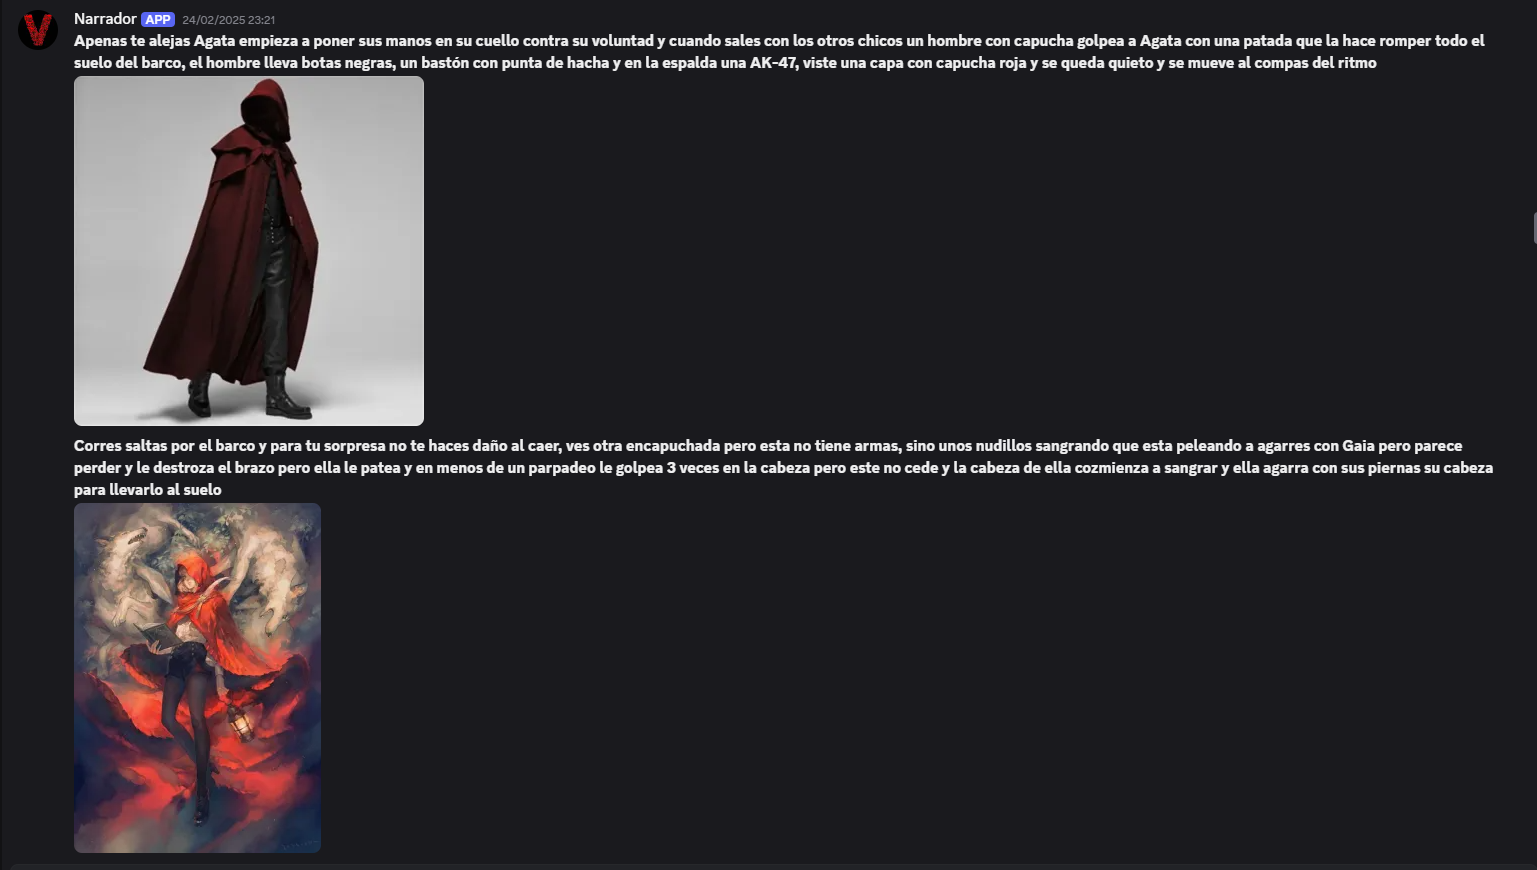 Narrador APP 24/02/2025 23:21
Apenas te alejas Agata empieza a poner sus manos en su cuello contra su voluntad y cuando sales con los otros chicos un hombre con capucha golpea a Agata con una patada que la hace romper todo el
suelo del barco, el hombre lleva botas negras, un bastón con punta de hacha y en la espalda una AK-47, viste una capa con capucha roja y se queda quieto y se mueve al compas del ritmo
Corres saltas por el barco y para tu sorpresa no te haces daño al caer, ves otra encapuchada pero esta no tiene armas, sino unos nudillos sangrando que esta peleando a agarres con Gaia pero parece
perder y le destroza el brazo pero ella le patea y en menos de un parpadeo le golpea 3 veces en la cabeza pero este no cede y la cabeza de ella cozmienza a sangrar y ella agarra con sus piernas su cabeza
para llevarlo al suelo